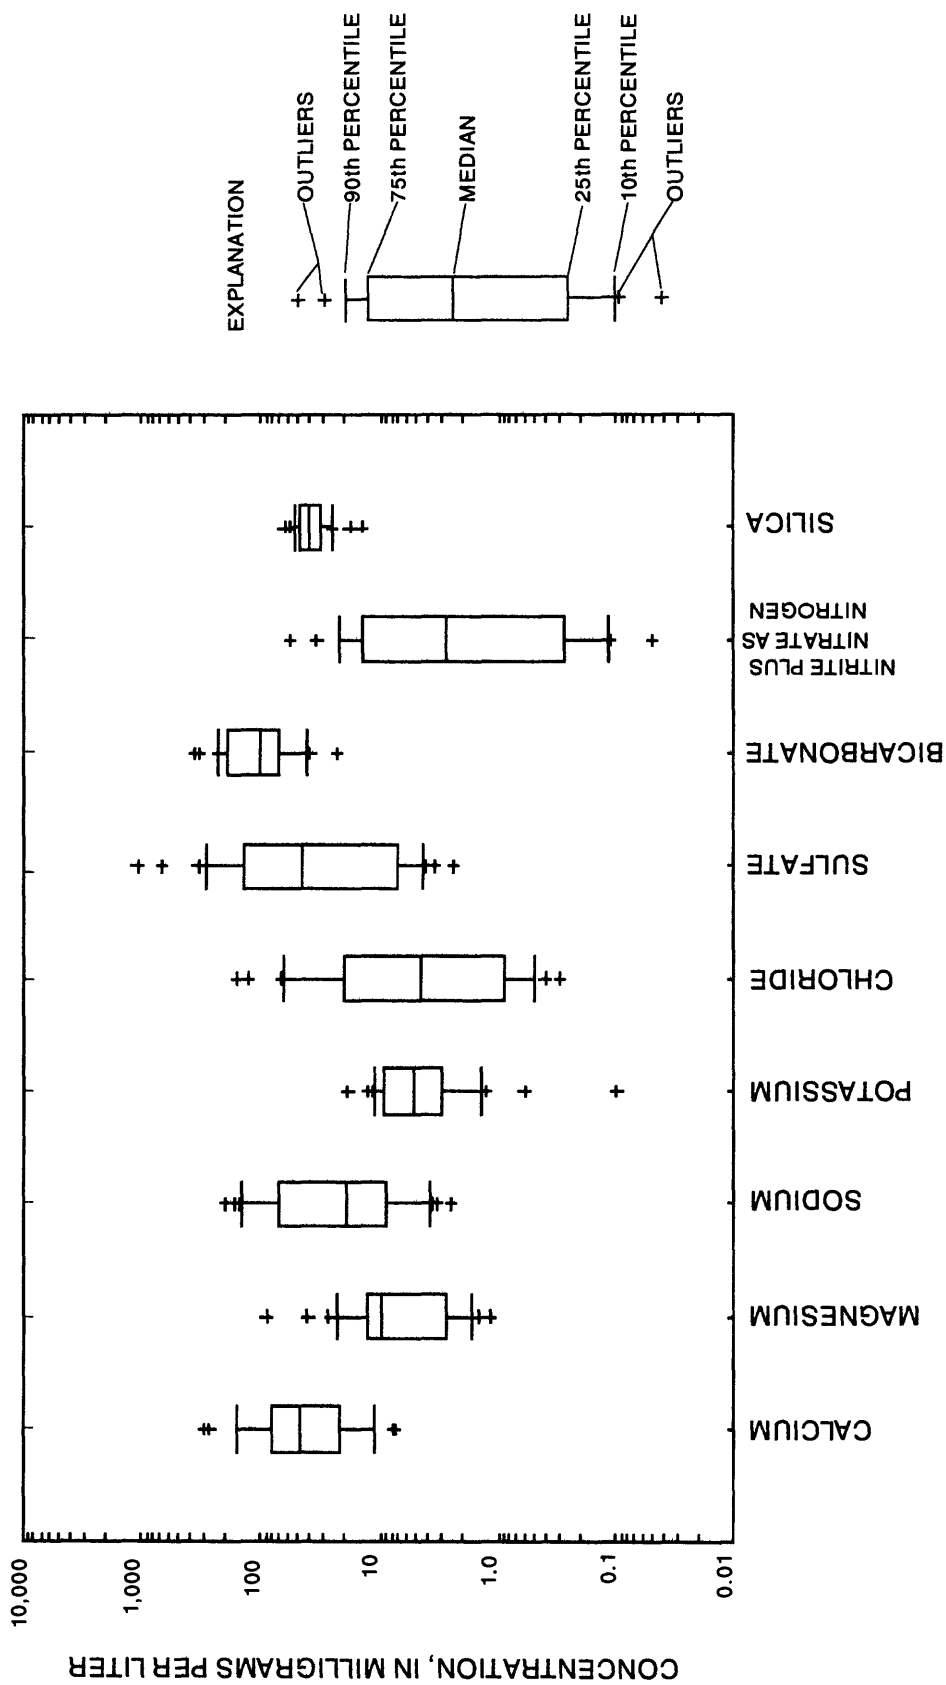 CONCENTRATION, IN MILLIGRAMS PER LITER
10,000
1,000
100
10
1.0
0.1
0.01
CALCIUM
MAGNESIUM
SODIUM
POTASSIUM
CHLORIDE
SULFATE
BICARBONATE
NITRITE PLUS
NITRATE AS
NITROGEN
SILICA
EXPLANATION
OUTLIERS
90th PERCENTILE
75th PERCENTILE
MEDIAN
25th PERCENTILE
10th PERCENTILE
OUTLIERS